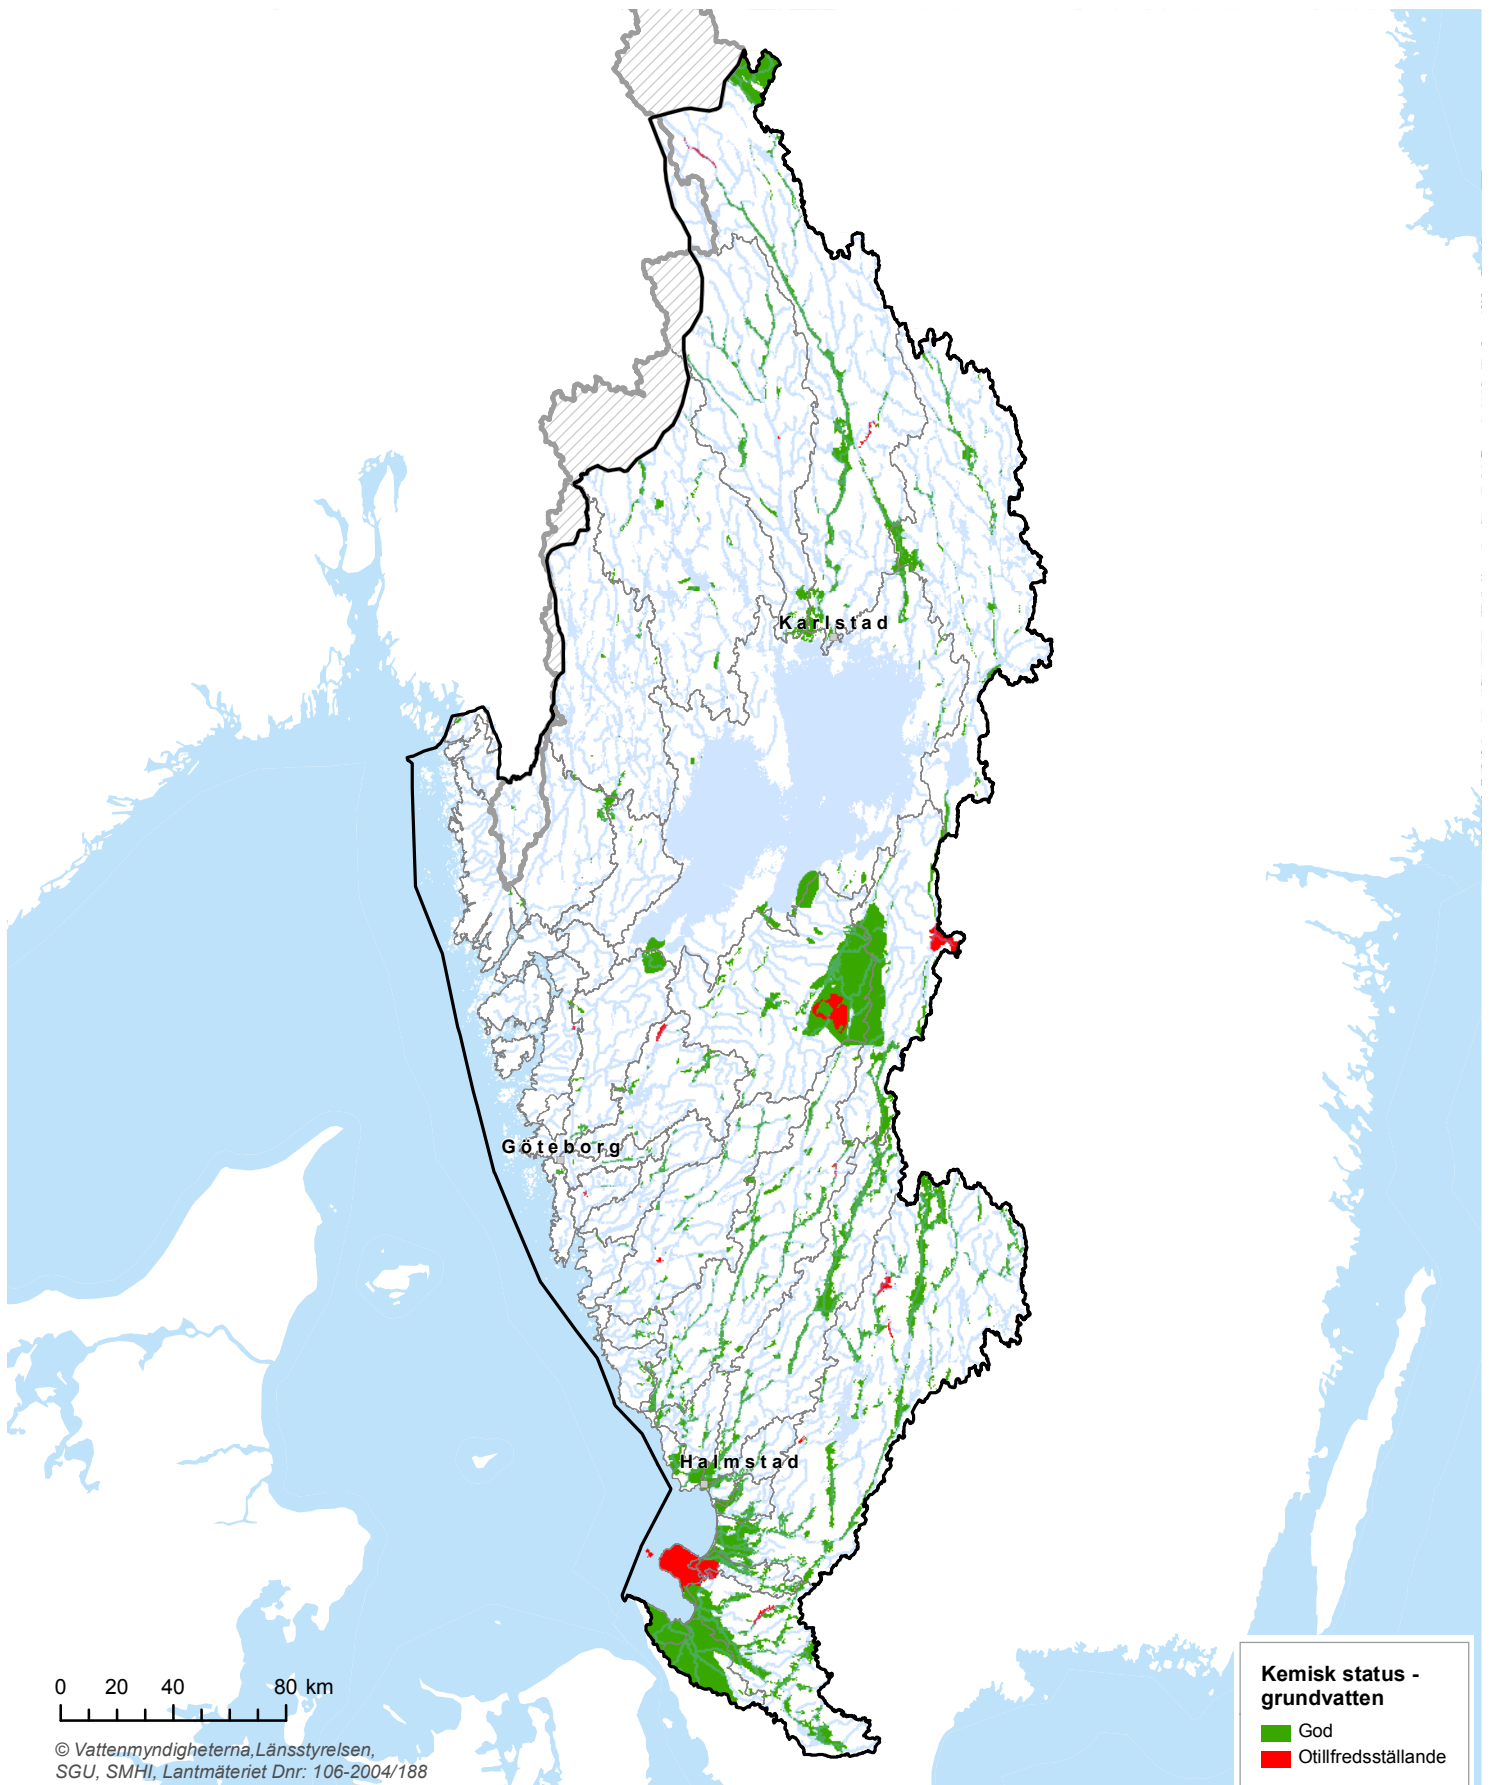 Karlstad
Göteborg
Halmstad
0 20 40 80 km
© Vattenmyndigheterna,Länsstyrelsen,
SGU, SMHI, Lantmäteriet Dnr: 106-2004/188
Kemisk status -
grundvatten
God
Otillfredsställande